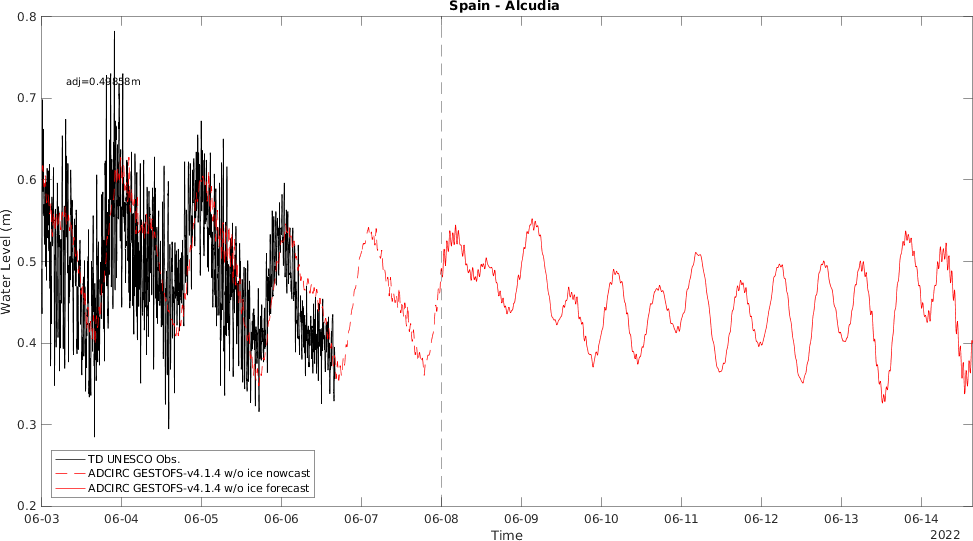 Spain - Alcudia
0.8
0.7
0.6
0.5
0.4
0.3
0.2
Water Level (m)
adj=0.49858m
TD UNESCO Obs.
ADCIRC GESTOFS-v4.1.4 w/o ice nowcast
ADCIRC GESTOFS-v4.1.4 w/o ice forecast
06-03 06-04 06-05 06-06 06-07 06-08 06-09 06-10 06-11 06-12 06-13 06-14
Time
2022